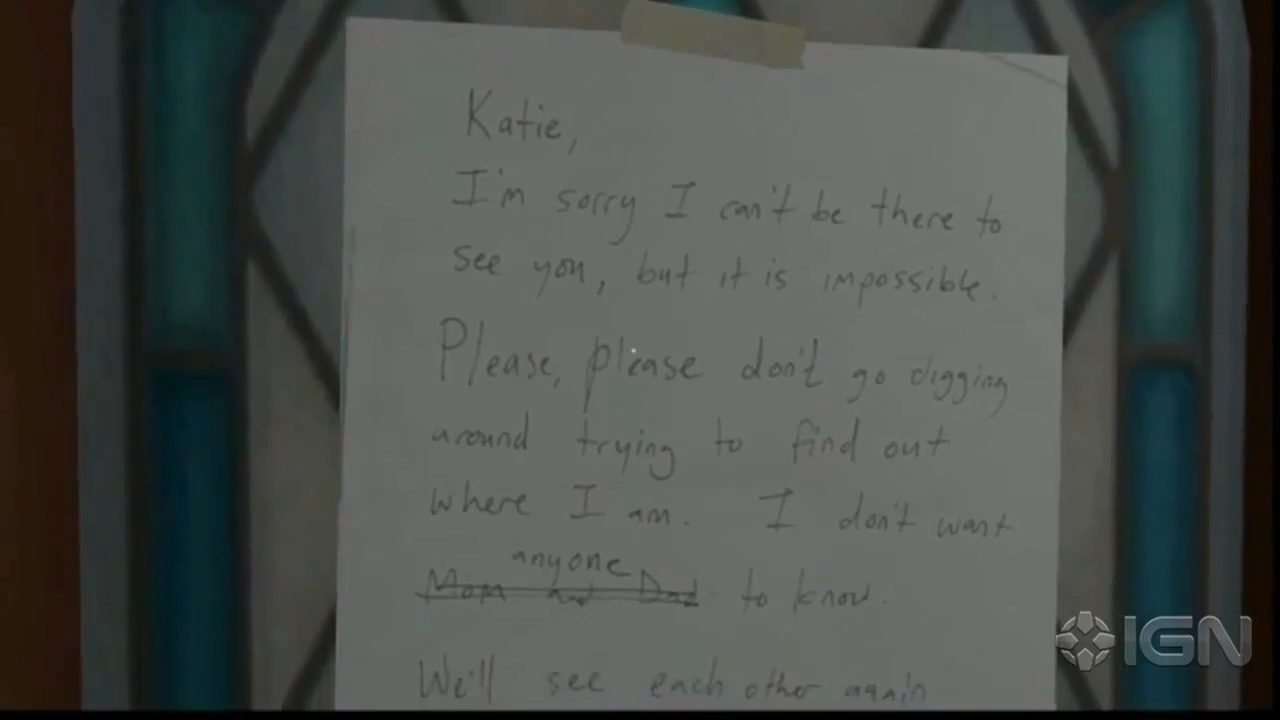 Katie,
I'm sorry I can't be there to
see you, but it is impossible.
Please, please don't go digging
around trying to find out
where I am. I don't want
anyone
Mom and Dad to know.
We'll see each other again
IGN